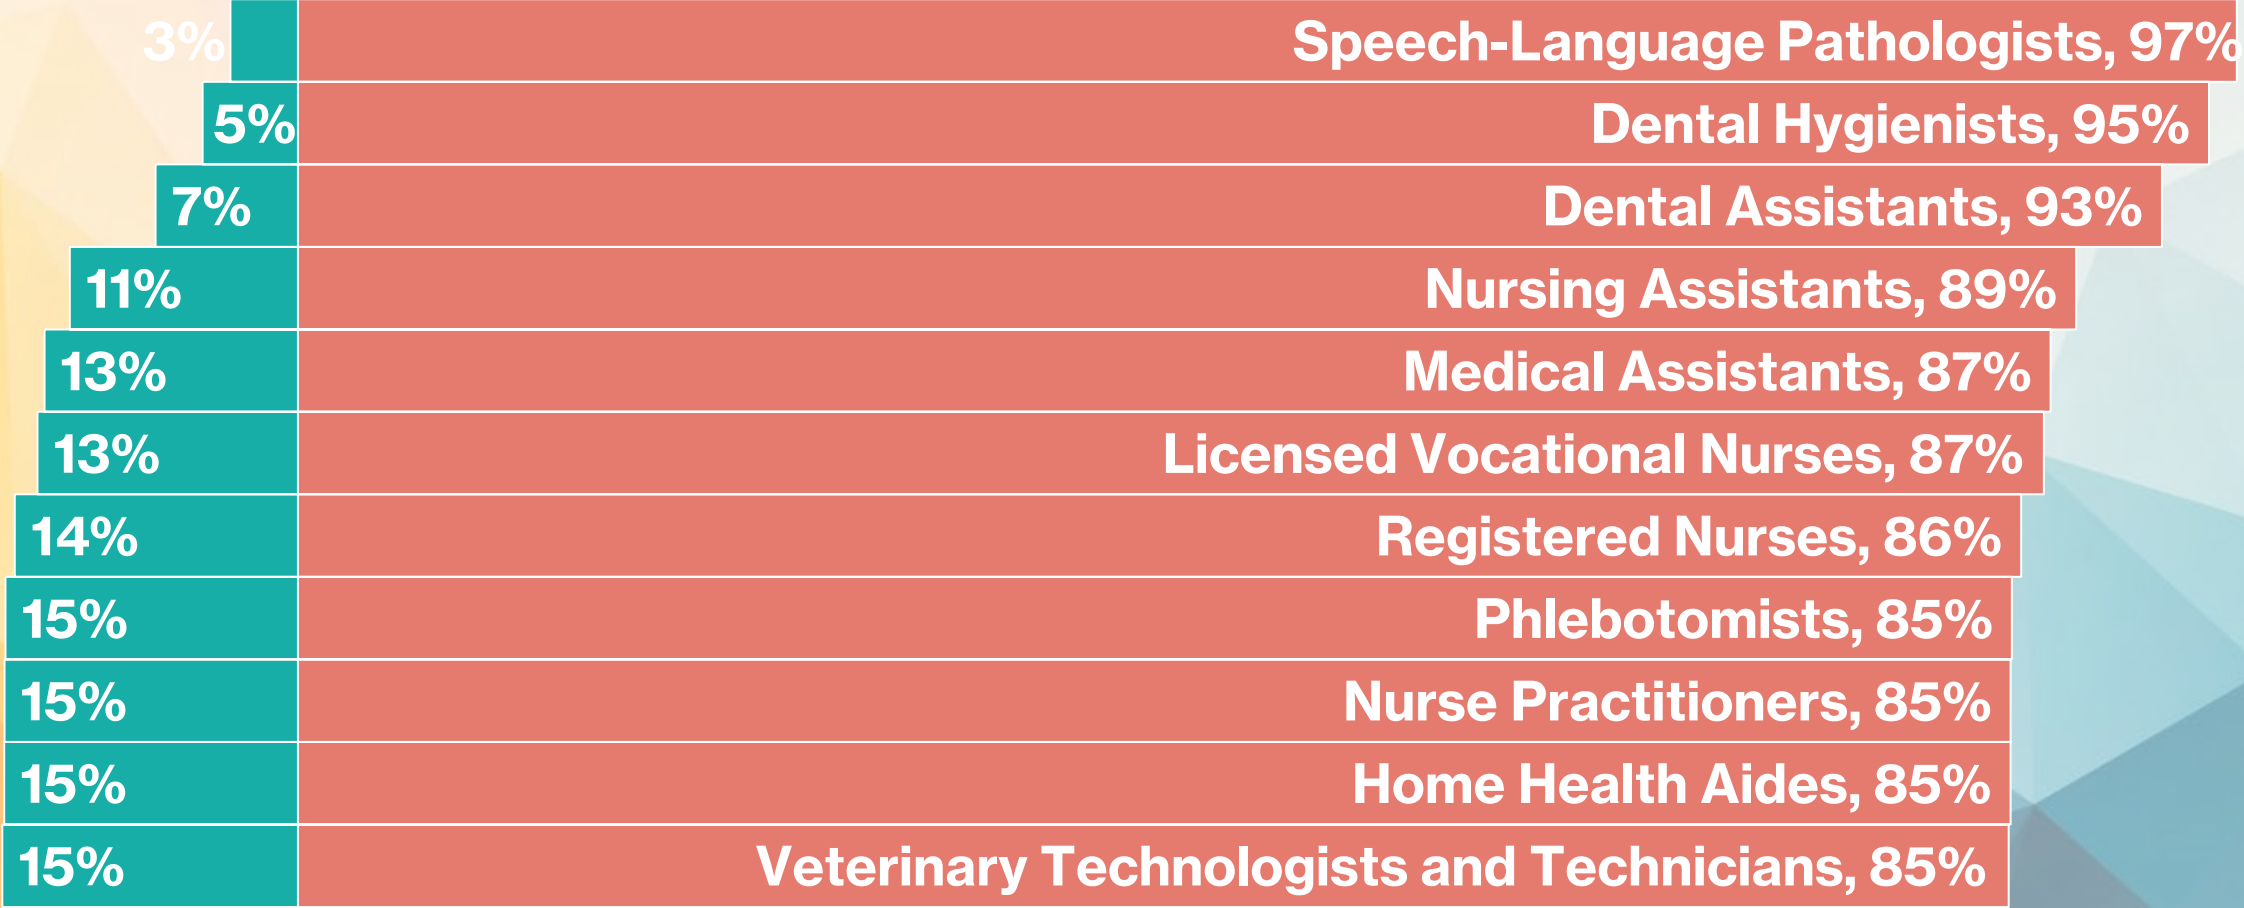 3% Speech-Language Pathologists, 97%
5% Dental Hygienists, 95%
7% Dental Assistants, 93%
11% Nursing Assistants, 89%
13% Medical Assistants, 87%
13% Licensed Vocational Nurses, 87%
14% Registered Nurses, 86%
15% Phlebotomists, 85%
15% Nurse Practitioners, 85%
15% Home Health Aides, 85%
15% Veterinary Technologists and Technicians, 85%